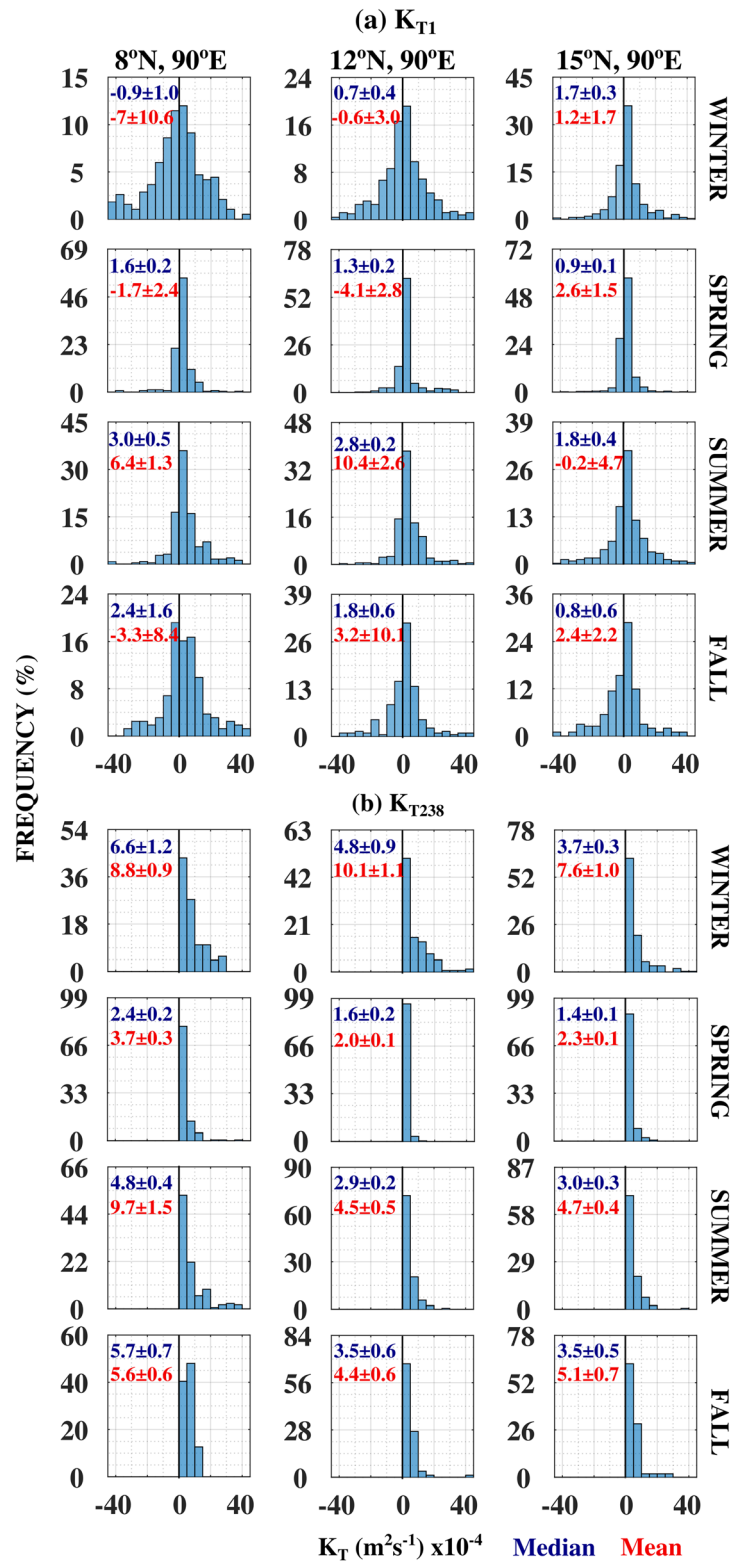 (a) K_T1
8ºN, 90ºE 12ºN, 90ºE 15ºN, 90ºE
15 10 5 0
-0.9±1.0
-7±10.6
24 16 8 0
0.7±0.4
-0.6±3.0
45 30 15 0
1.7±0.3
1.2±1.7
WINTER
69 46 23 0
1.6±0.2
-1.7±2.4
78 52 26 0
1.3±0.2
-4.1±2.8
72 48 24 0
0.9±0.1
2.6±1.5
SPRING
45 30 15 0
3.0±0.5
6.4±1.3
48 32 16 0
2.8±0.2
10.4±2.6
39 26 13 0
1.8±0.4
-0.2±4.7
SUMMER
24 16 8 0
2.4±1.6
-3.3±8.4
39 26 13 0
1.8±0.6
3.2±10.1
36 24 12 0
0.8±0.6
2.4±2.2
FALL
-40 0 40 -40 0 40 -40 0 40
FREQUENCY (%)
(b) K_T238
54 36 18 0
6.6±1.2
8.8±0.9
63 42 21 0
4.8±0.9
10.1±1.1
78 52 26 0
3.7±0.3
7.6±1.0
WINTER
99 66 33 0
2.4±0.2
3.7±0.3
99 66 33 0
1.6±0.2
2.0±0.1
99 66 33 0
1.4±0.1
2.3±0.1
SPRING
66 44 22 0
4.8±0.4
9.7±1.5
90 60 30 0
2.9±0.2
4.5±0.5
87 58 29 0
3.0±0.3
4.7±0.4
SUMMER
60 40 20 0
5.7±0.7
5.6±0.6
84 56 28 0
3.5±0.6
4.4±0.6
78 52 26 0
3.5±0.5
5.1±0.7
FALL
-40 0 40 -40 0 40 -40 0 40
K_T (m²s⁻¹) x10⁻⁴ Median Mean